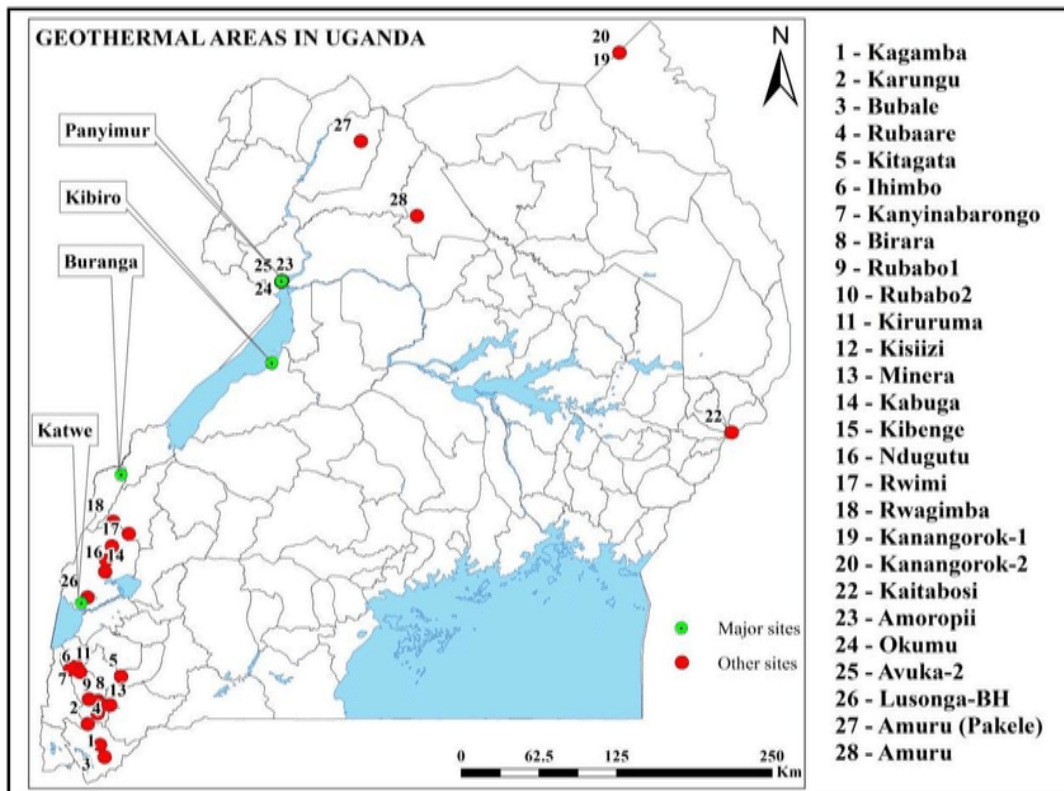 GEOTHERMAL AREAS IN UGANDA
N
20
19
27
Panyimur
28
Kibiro
Buranga
25 23
24
22
Katwe
18
17
16 14
26
6 11
7
5
9 8
13
2 4
1
3
Major sites
Other sites
0 62.5 125 250
Km
1 - Kagamba
2 - Karungu
3 - Bubale
4 - Rubaare
5 - Kitagata
6 - Ihimbo
7 - Kanyinabarongo
8 - Birara
9 - Rubabo1
10 - Rubabo2
11 - Kiruruma
12 - Kisiizi
13 - Minera
14 - Kabuga
15 - Kibenge
16 - Ndugutu
17 - Rwimi
18 - Rwagimba
19 - Kanangorok-1
20 - Kanangorok-2
22 - Kaitabosi
23 - Amoropii
24 - Okumu
25 - Avuka-2
26 - Lusonga-BH
27 - Amuru (Pakele)
28 - Amuru